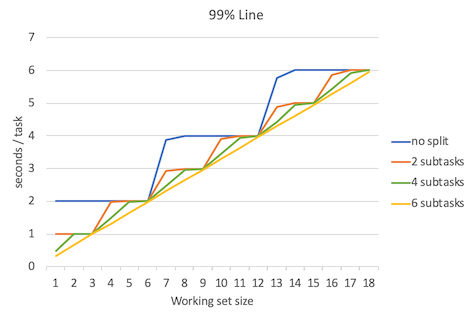 99% Line
7
6
5
4
3
2
1
0
seconds / task
1 2 3 4 5 6 7 8 9 10 11 12 13 14 15 16 17 18
Working set size
no split
2 subtasks
4 subtasks
6 subtasks